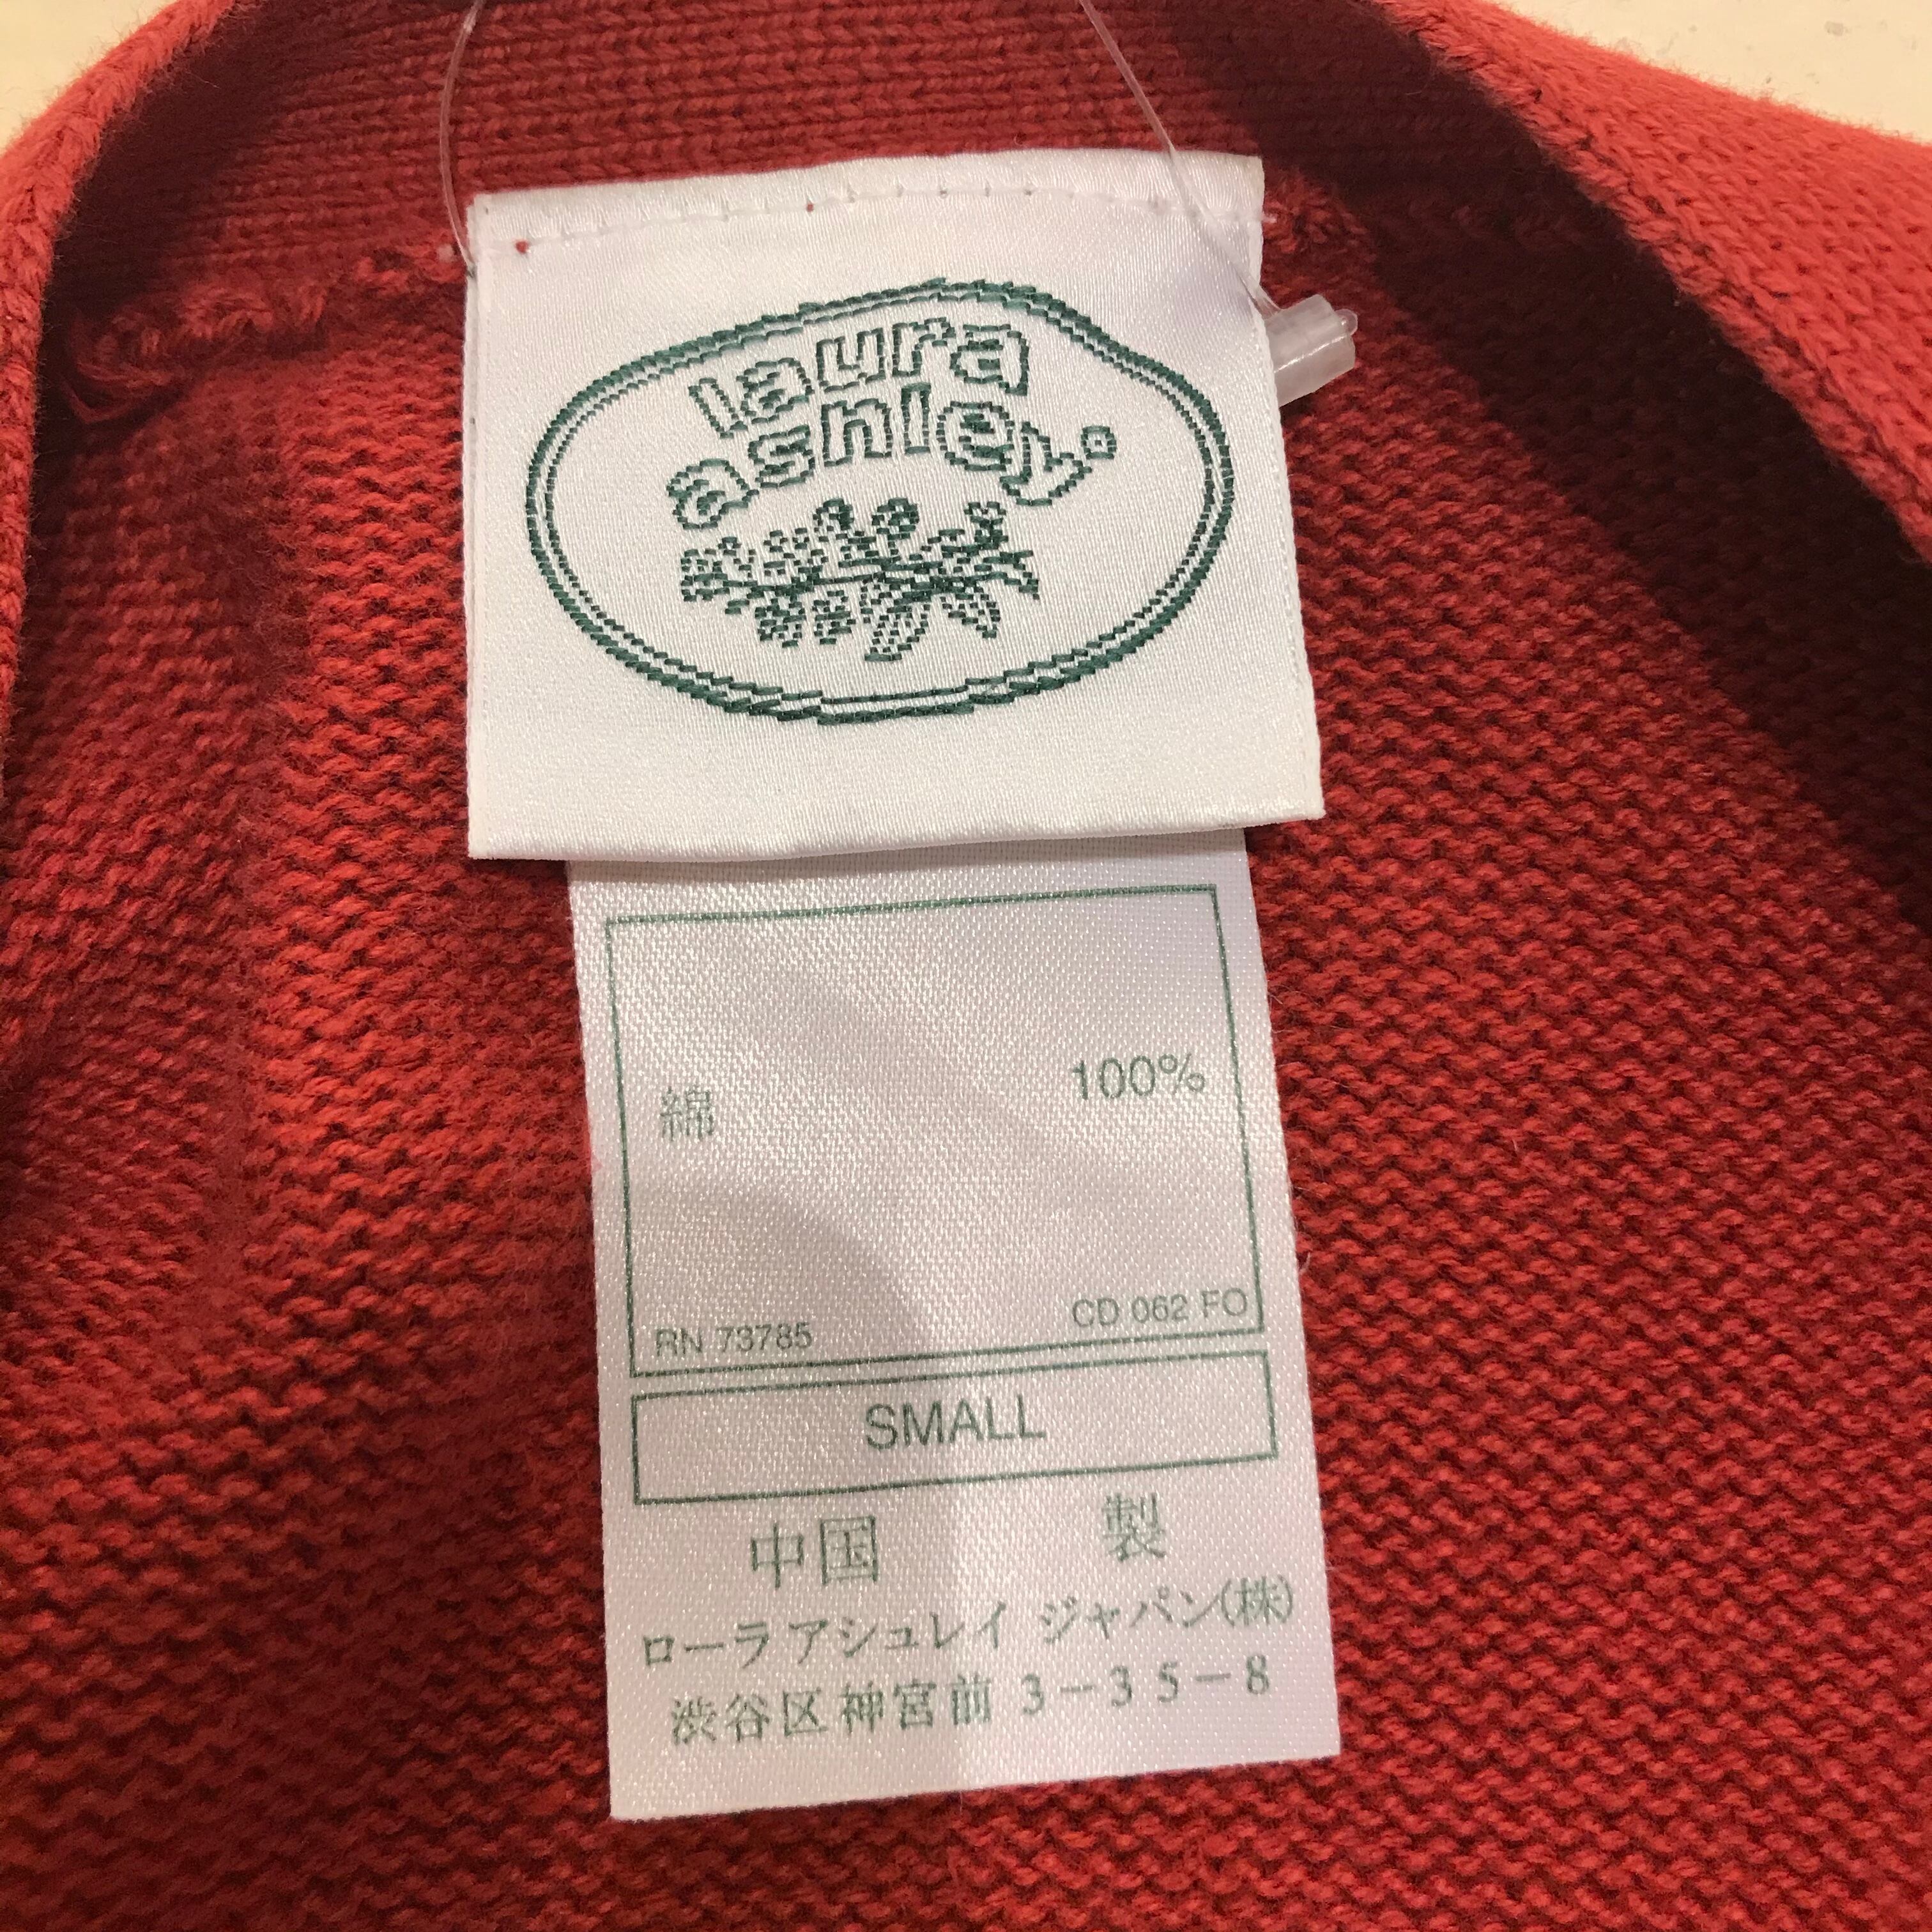 laura
ashley®
綿 100%
RN 73785 CD 062 FO
SMALL
中国 製
ローラ アシュレイ ジャパン(株)
渋谷区神宮前 3-35-8